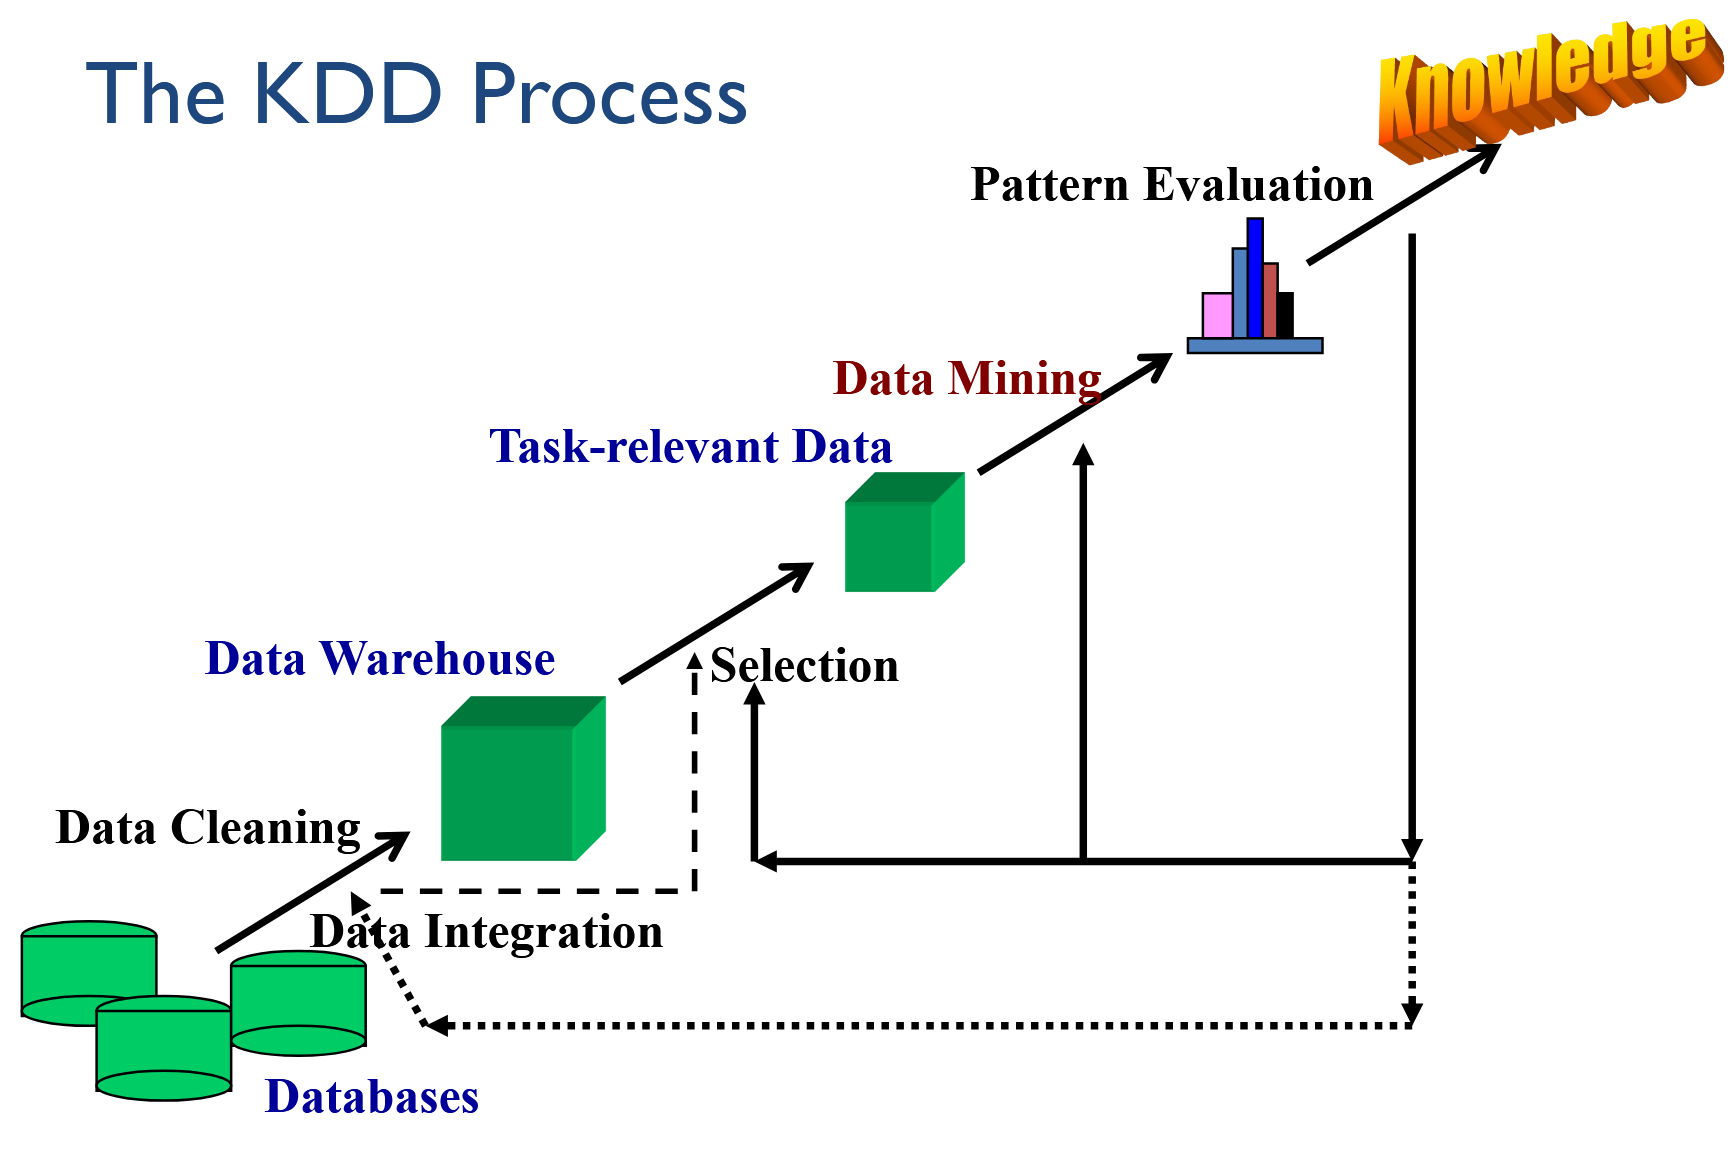 The KDD Process
Knowledge
Pattern Evaluation
Data Mining
Task-relevant Data
Data Warehouse
Selection
Data Cleaning
Data Integration
Databases